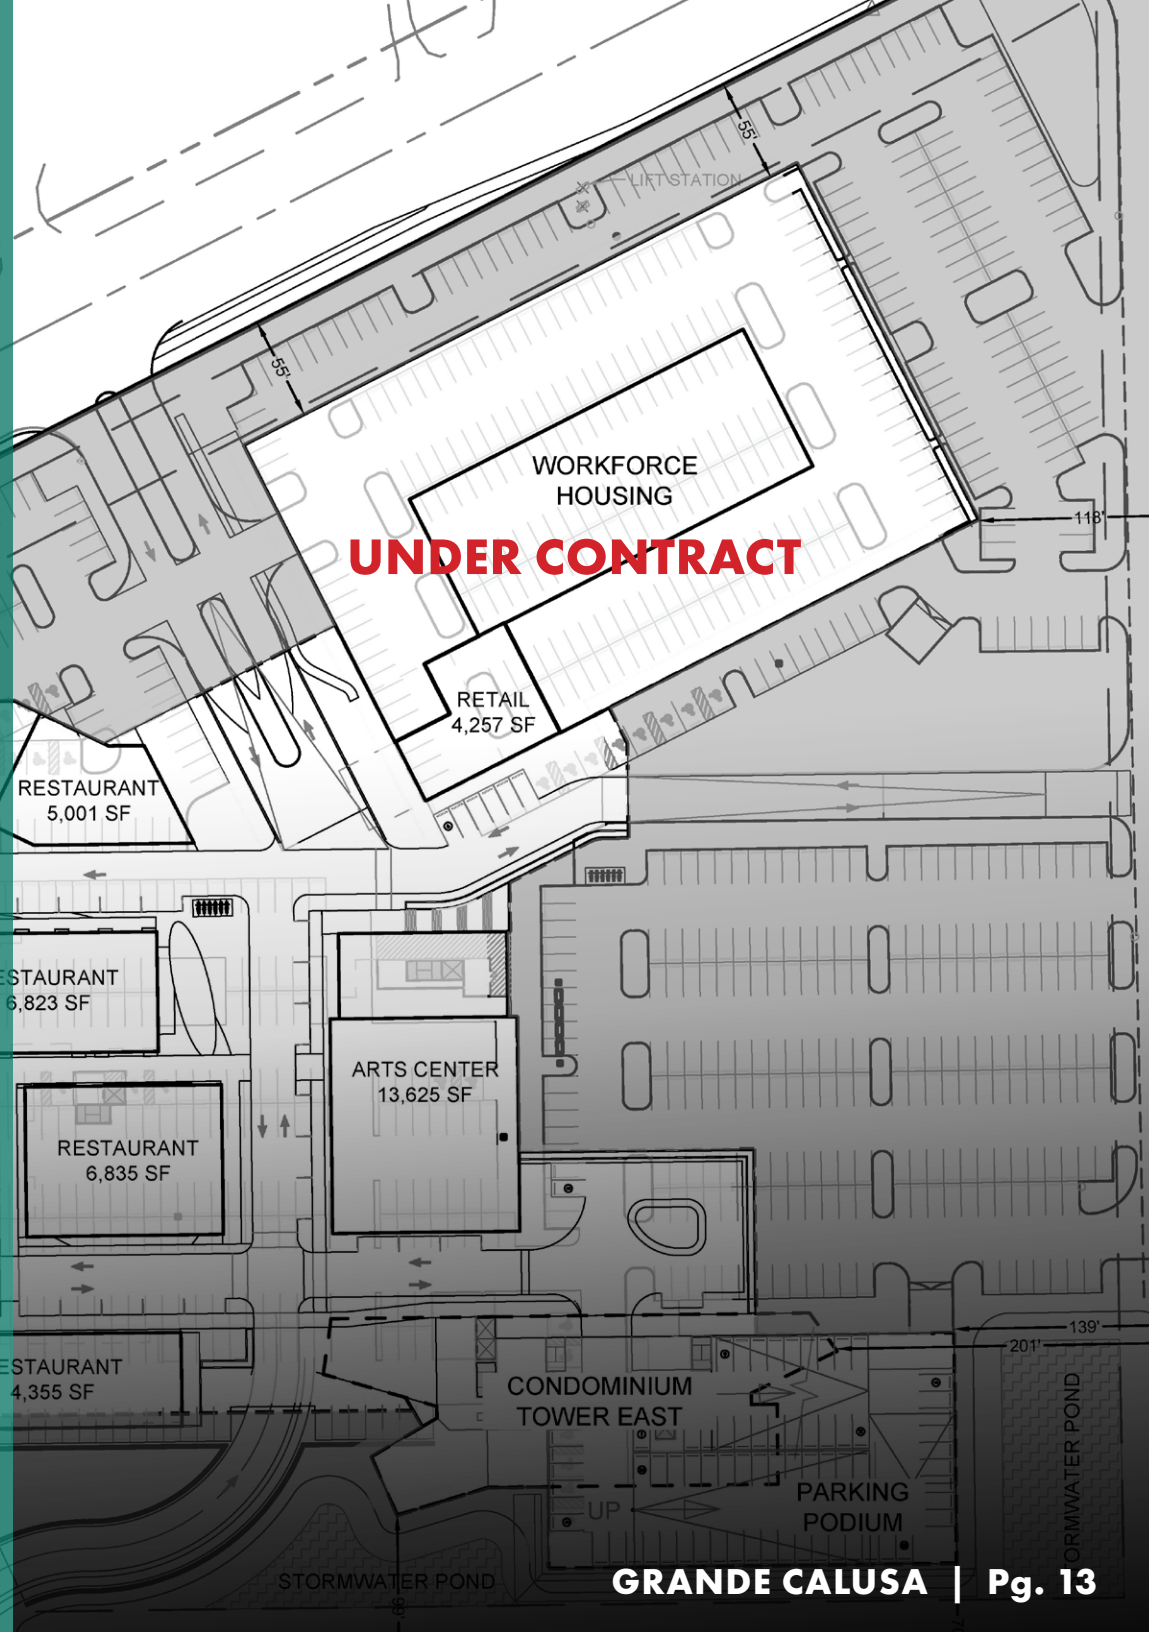 55'
LIFT STATION
55'
WORKFORCE
HOUSING
118'
UNDER CONTRACT
RETAIL
4,257 SF
RESTAURANT
5,001 SF
ESTAURANT
6,823 SF
ARTS CENTER
13,625 SF
RESTAURANT
6,835 SF
139'
201'
ESTAURANT
4,355 SF
CONDOMINIUM
TOWER EAST
PARKING
PODIUM
UP
ORMWATER POND
STORMWATER POND
GRANDE CALUSA | Pg. 13